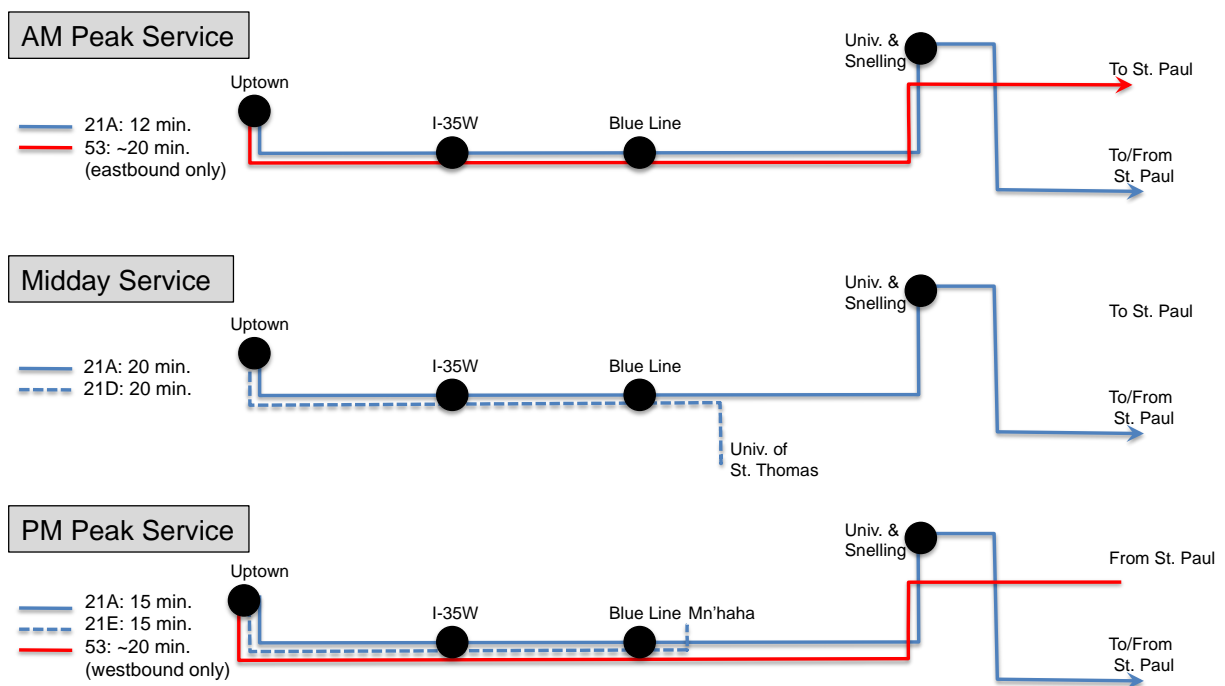 AM Peak Service
Univ. &
Snelling
To St. Paul
Uptown
21A: 12 min.
53: ~20 min.
(eastbound only)
I-35W
Blue Line
To/From
St. Paul
Midday Service
Univ. &
Snelling
To St. Paul
Uptown
21A: 20 min.
21D: 20 min.
I-35W
Blue Line
To/From
St. Paul
Univ. of
St. Thomas
PM Peak Service
Univ. &
Snelling
From St. Paul
Uptown
21A: 15 min.
21E: 15 min.
53: ~20 min.
(westbound only)
I-35W
Blue Line
Mn'haha
To/From
St. Paul